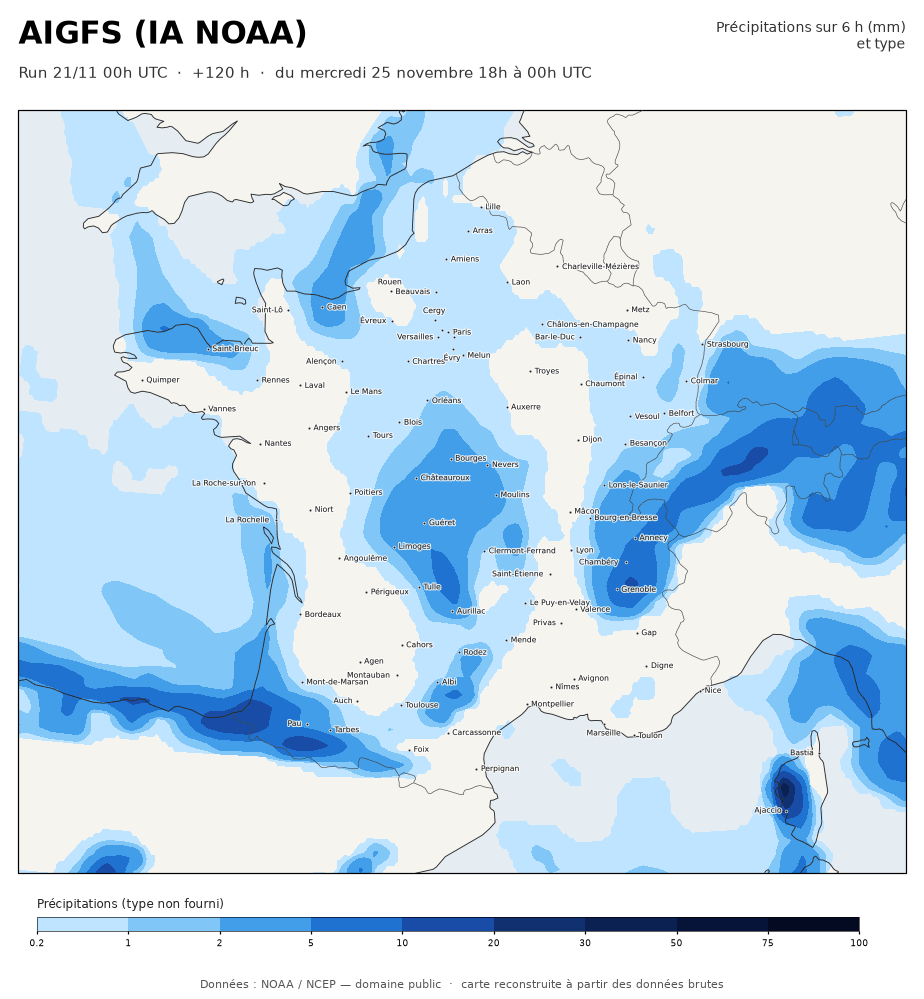 AIGFS (IA NOAA)
Précipitations sur 6 h (mm)
et type
Run 21/11 00h UTC · +120 h · du mercredi 25 novembre 18h à 00h UTC
Lille
Arras
Amiens
Charleville-Mézières
Rouen
Beauvais
Laon
Saint-Lô
Caen
Cergy
Metz
Évreux
Châlons-en-Champagne
Versailles
Paris
Bar-le-Duc
Nancy
Strasbourg
Saint-Brieuc
Alençon
Chartres
Évry
Melun
Quimper
Rennes
Laval
Troyes
Chaumont
Épinal
Colmar
Le Mans
Vannes
Orléans
Auxerre
Vesoul
Belfort
Angers
Blois
Tours
Nantes
Dijon
Besançon
Bourges
Nevers
La Roche-sur-Yon
Châteauroux
Lons-le-Saunier
Poitiers
Moulins
Niort
Mâcon
La Rochelle
Guéret
Bourg-en-Bresse
Annecy
Limoges
Clermont-Ferrand
Lyon
Angoulême
Chambéry
Saint-Étienne
Tulle
Périgueux
Grenoble
Aurillac
Le Puy-en-Velay
Valence
Bordeaux
Privas
Gap
Cahors
Mende
Rodez
Agen
Montauban
Digne
Mont-de-Marsan
Albi
Avignon
Nîmes
Nice
Auch
Toulouse
Montpellier
Pau
Tarbes
Carcassonne
Marseille
Toulon
Foix
Bastia
Perpignan
Ajaccio
Précipitations (type non fourni)
0.2 1 2 5 10 20 30 50 75 100
Données : NOAA / NCEP — domaine public · carte reconstruite à partir des données brutes